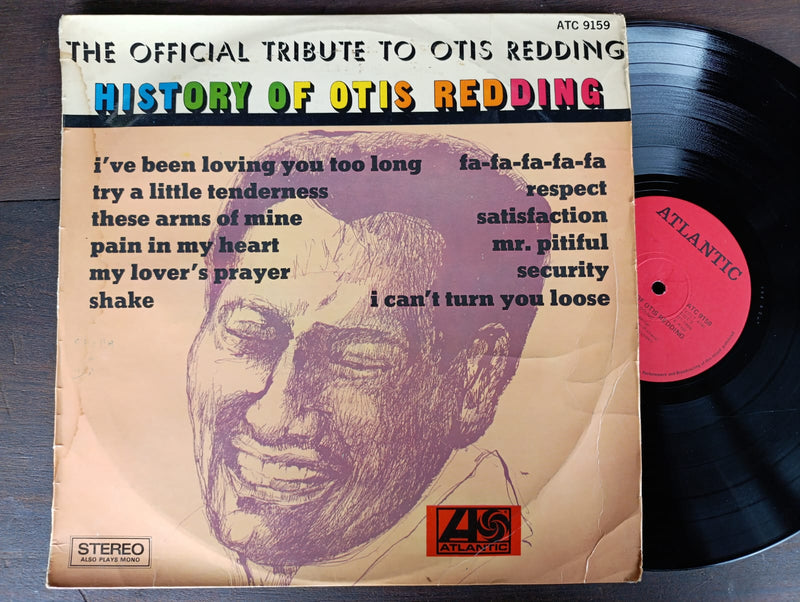 ATC 9159
THE OFFICIAL TRIBUTE TO OTIS REDDING
HISTORY OF OTIS REDDING
i've been loving you too long
try a little tenderness
these arms of mine
pain in my heart
my lover's prayer
shake
fa-fa-fa-fa-fa
respect
satisfaction
mr. pitiful
security
i can't turn you loose
STEREO
ALSO PLAYS MONO
ATLANTIC
ATLANTIC
OTIS REDDING